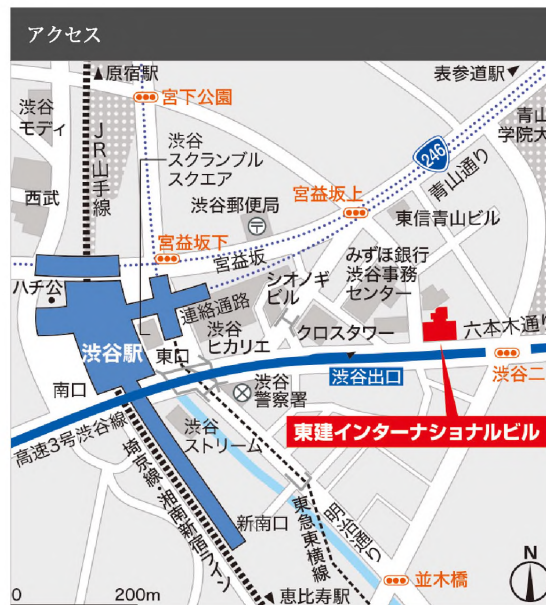 アクセス
原宿駅
表参道駅
宮下公園
渋谷
モディ
JR山手線
渋谷
スクランブル
スクエア
246
青山通り
青山
学院大
西武
渋谷郵便局
宮益坂上
東信青山ビル
宮益坂下
宮益坂
みずほ銀行
渋谷事務
センター
ハチ公
連絡通路
シオノギ
ビル
渋谷
ヒカリエ
クロスタワー
六本木通り
渋谷駅
東口
渋谷出口
渋谷二
南口
渋谷
警察署
高速3号渋谷線
渋谷
ストリーム
東建インターナショナルビル
埼京線・湘南新宿ライン
新南口
東急東横線
明治通り
並木橋
N
0
200m
恵比寿駅